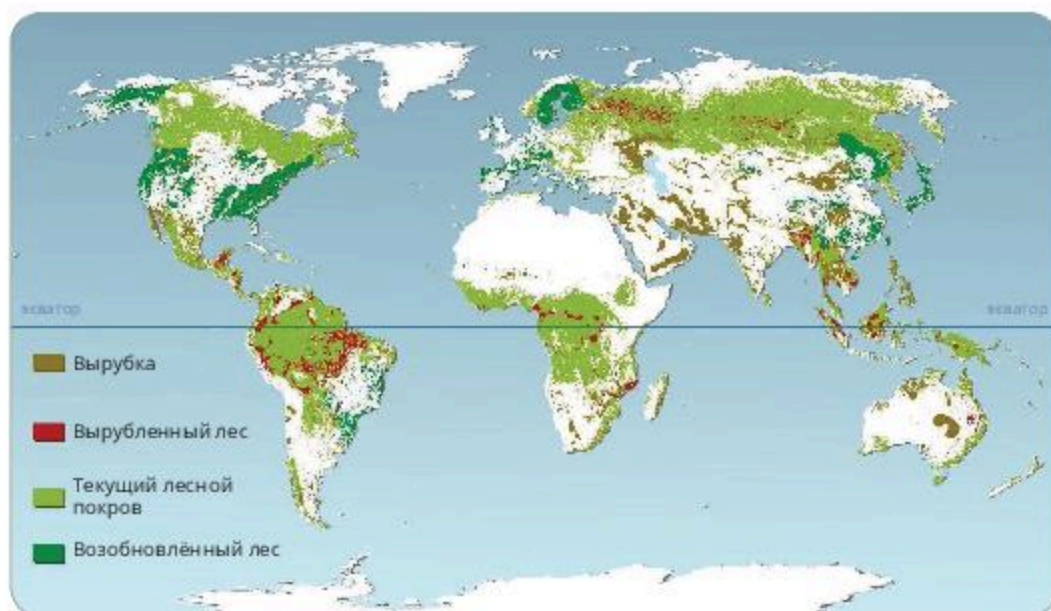 экватор
экватор
Вырубка
Вырубленный лес
Текущий лесной
покров
Возобновлённый лес